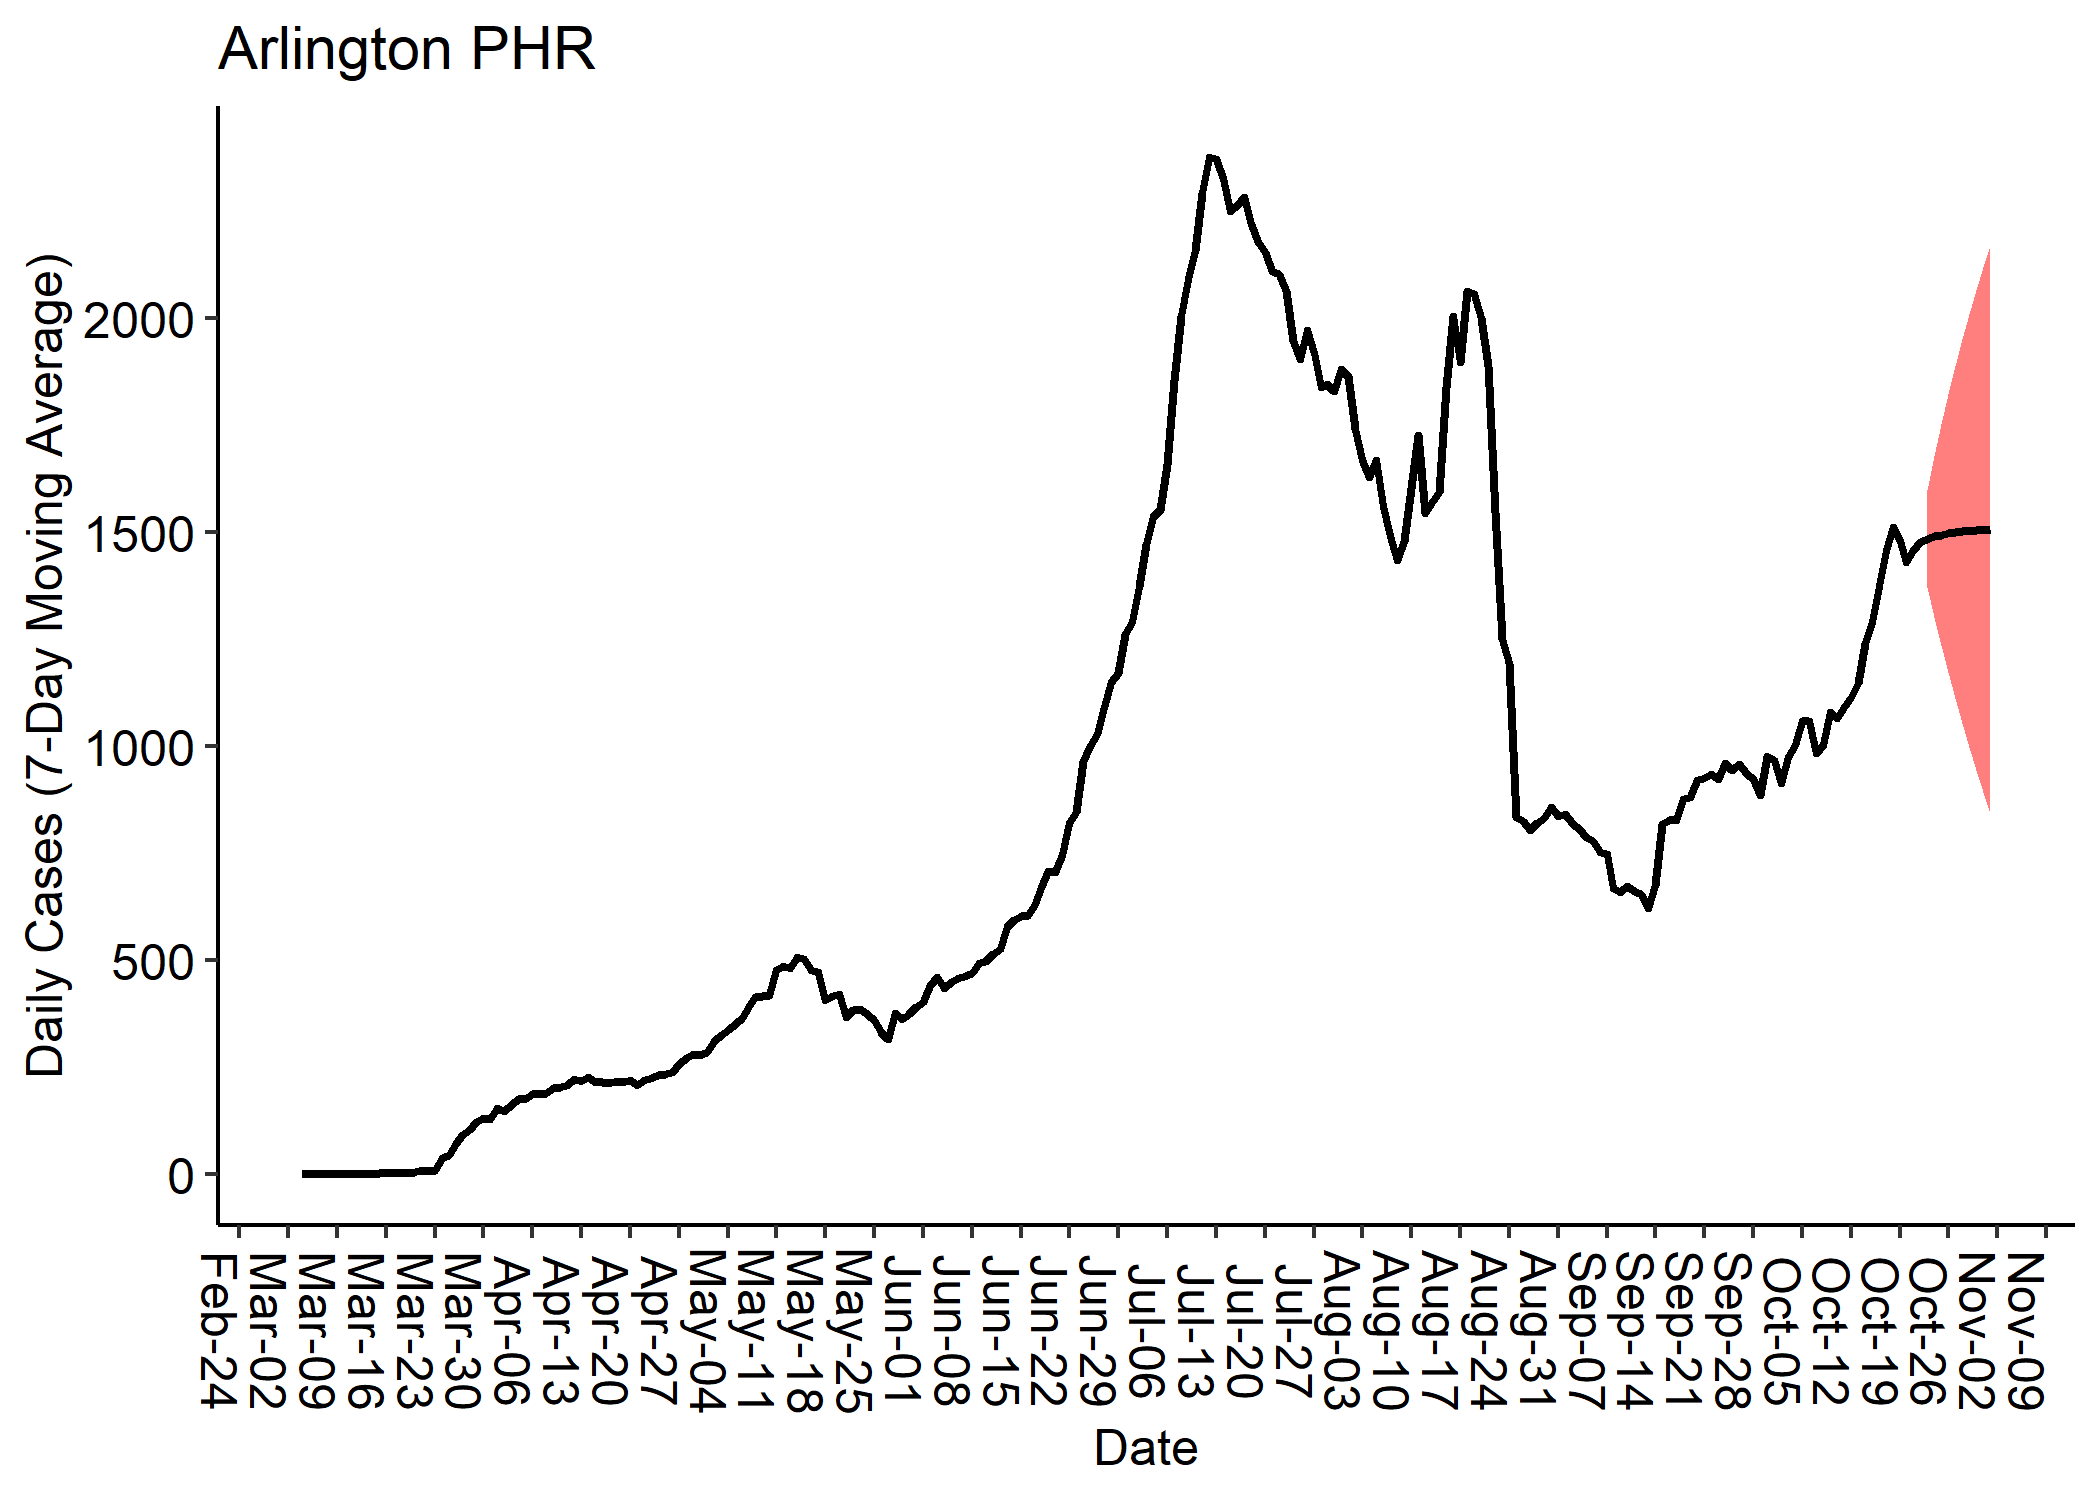 Arlington PHR
Daily Cases (7-Day Moving Average)
2000
1500
1000
500
0
Feb-24
Mar-02
Mar-09
Mar-16
Mar-23
Mar-30
Apr-06
Apr-13
Apr-20
Apr-27
May-04
May-11
May-18
May-25
Jun-01
Jun-08
Jun-15
Jun-22
Jun-29
Jul-06
Jul-13
Jul-20
Jul-27
Aug-03
Aug-10
Aug-17
Aug-24
Aug-31
Sep-07
Sep-14
Sep-21
Sep-28
Oct-05
Oct-12
Oct-19
Oct-26
Nov-02
Nov-09
Date